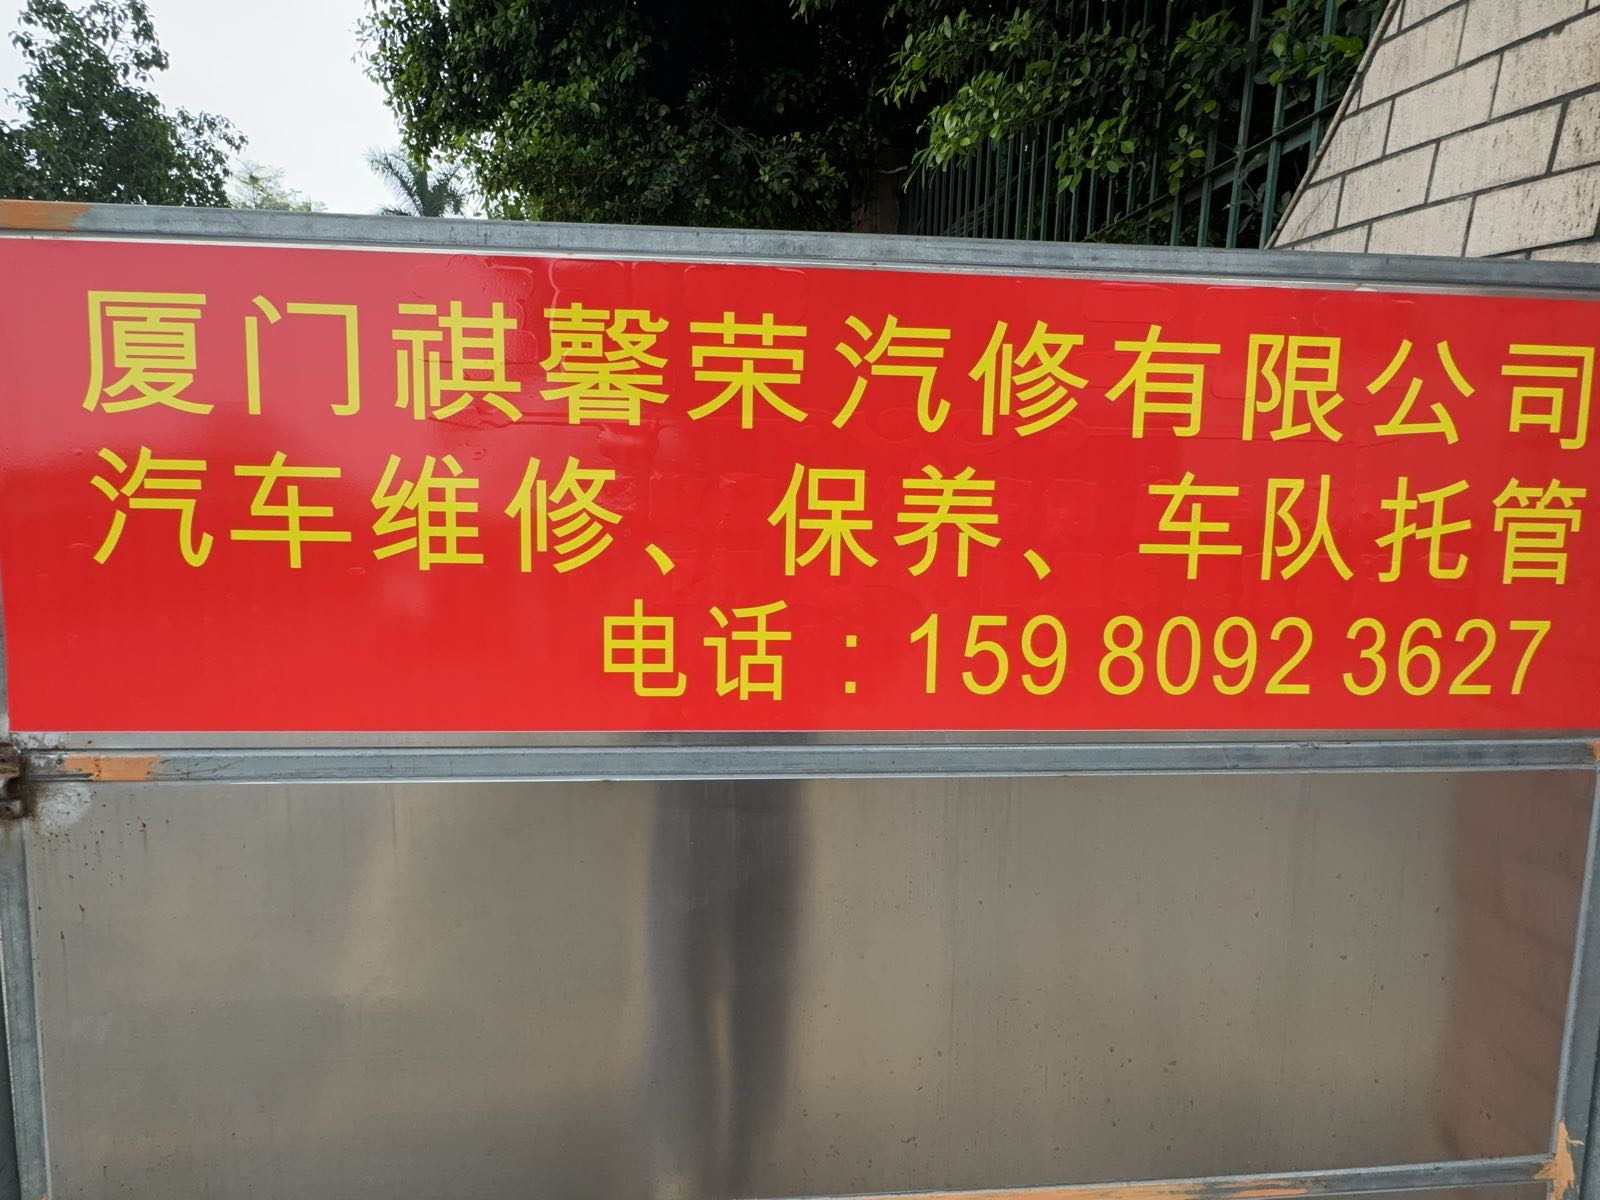 厦门祺馨荣汽修有限公司
汽车维修、保养、车队托管
电话：159 8092 3627